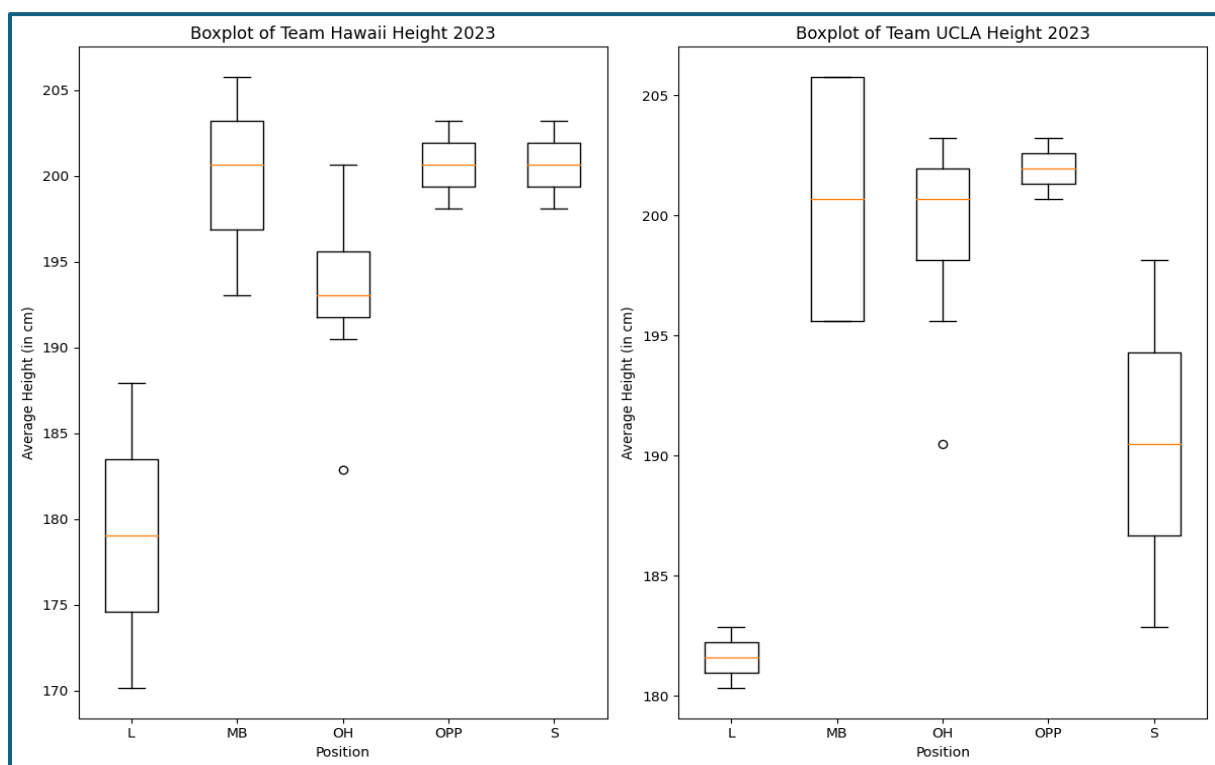 Boxplot of Team Hawaii Height 2023
Average Height (in cm)
205
200
195
190
185
180
175
170
L MB OH OPP S
Position
Boxplot of Team UCLA Height 2023
Average Height (in cm)
205
200
195
190
185
180
L MB OH OPP S
Position